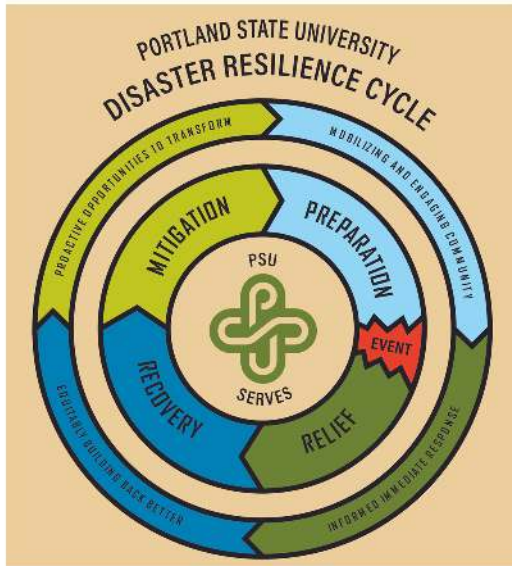 PORTLAND STATE UNIVERSITY
DISASTER RESILIENCE CYCLE
PROACTIVE OPPORTUNITIES TO TRANSFORM
MOBILIZING AND ENGAGING COMMUNITY
MITIGATION
PREPARATION
PSU
SERVES
EVENT
RECOVERY
RELIEF
EQUITABLY BUILDING BACK BETTER
INFORMED IMMEDIATE RESPONSE